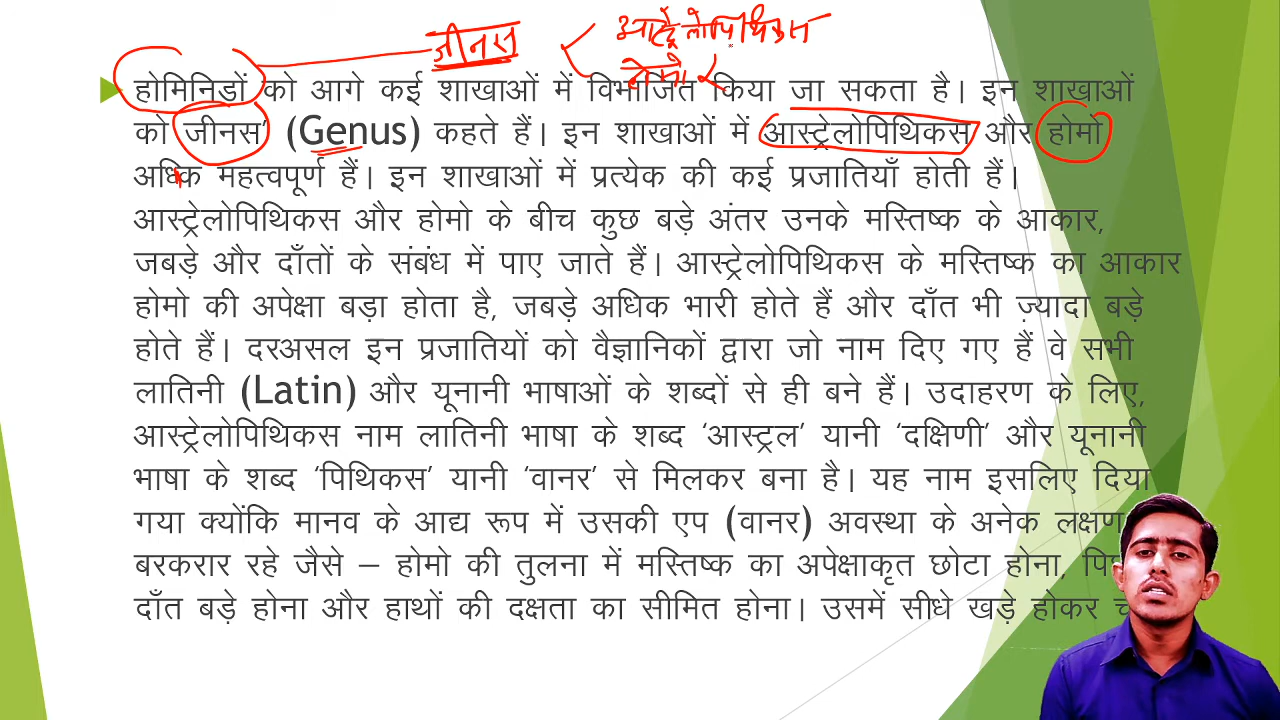 जीनस
आस्ट्रेलोपिथिकस
होमो
होमिनिडों को आगे कई शाखाओं में विभाजित किया जा सकता है। इन शाखाओं
को जीनस' (Genus) कहते हैं। इन शाखाओं में आस्ट्रेलोपिथिकस और होमो
अधिक महत्वपूर्ण हैं। इन शाखाओं में प्रत्येक की कई प्रजातियाँ होती हैं।
आस्ट्रेलोपिथिकस और होमो के बीच कुछ बड़े अंतर उनके मस्तिष्क के आकार,
जबड़े और दाँतों के संबंध में पाए जाते हैं। आस्ट्रेलोपिथिकस के मस्तिष्क का आकार
होमो की अपेक्षा बड़ा होता है, जबड़े अधिक भारी होते हैं और दाँत भी ज़्यादा बड़े
होते हैं। दरअसल इन प्रजातियों को वैज्ञानिकों द्वारा जो नाम दिए गए हैं वे सभी
लातिनी (Latin) और यूनानी भाषाओं के शब्दों से ही बने हैं। उदाहरण के लिए,
आस्ट्रेलोपिथिकस नाम लातिनी भाषा के शब्द ‘आस्ट्रल’ यानी ‘दक्षिणी’ और यूनानी
भाषा के शब्द ‘पिथिकस’ यानी ‘वानर’ से मिलकर बना है। यह नाम इसलिए दिया
गया क्योंकि मानव के आद्य रूप में उसकी एप (वानर) अवस्था के अनेक लक्षण
बरकरार रहे जैसे – होमो की तुलना में मस्तिष्क का अपेक्षाकृत छोटा होना,
दाँत बड़े होना और हाथों की दक्षता का सीमित होना। उसमें सीधे खड़े होकर